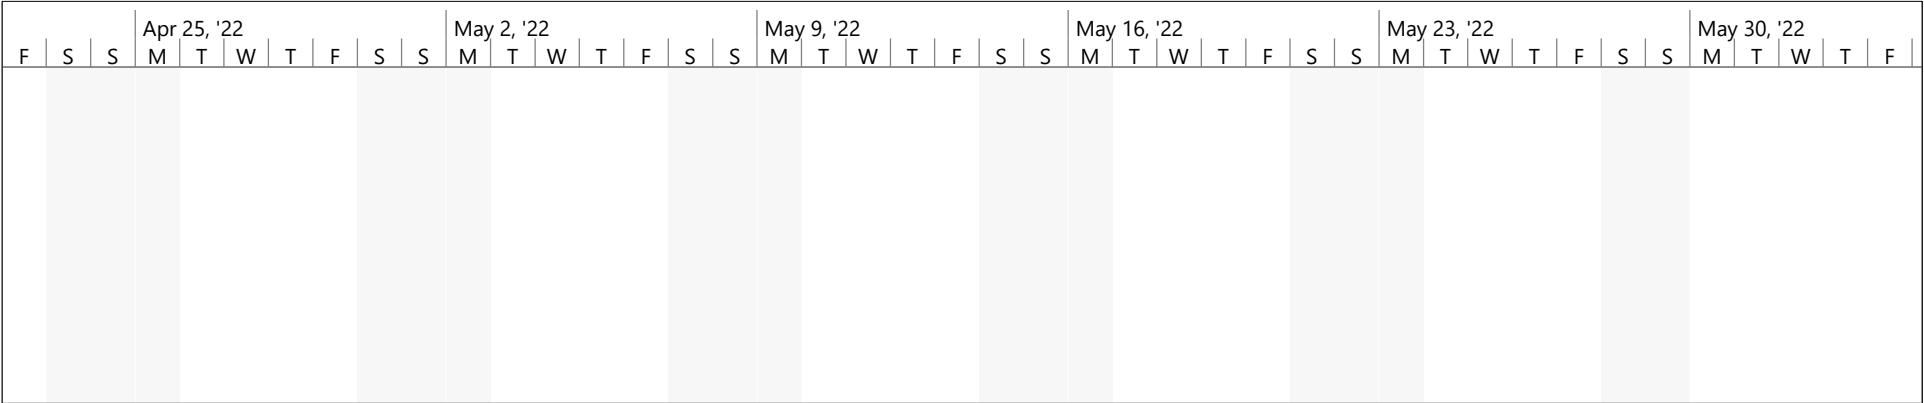 Apr 25, '22 May 2, '22 May 9, '22 May 16, '22 May 23, '22 May 30, '22
F S S M T W T F S S M T W T F S S M T W T F S S M T W T F S S M T W T F S S M T W T F